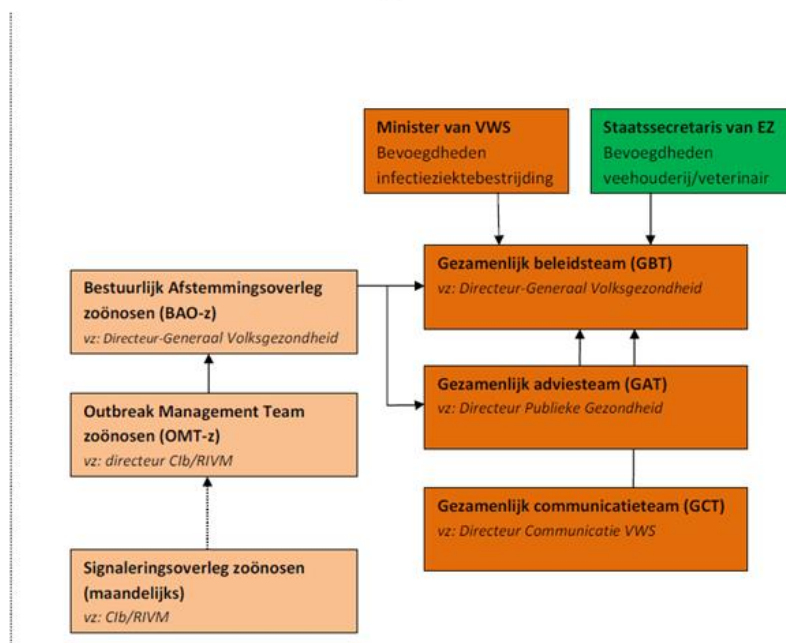 Minister van VWS
Bevoegdheden
infectieziektebestrijding
Staatssecretaris van EZ
Bevoegdheden
veehouderij/veterinair
Bestuurlijk Afstemmingsoverleg
zoönosen (BAO-z)
vz: Directeur-Generaal Volksgezondheid
Gezamenlijk beleidsteam (GBT)
vz: Directeur-Generaal Volksgezondheid
Outbreak Management Team
zoönosen (OMT-z)
vz: directeur CIb/RIVM
Gezamenlijk adviesteam (GAT)
vz: Directeur Publieke Gezondheid
Gezamenlijk communicatieteam (GCT)
vz: Directeur Communicatie VWS
Signaleringsoverleg zoönosen
(maandelijks)
vz: CIb/RIVM